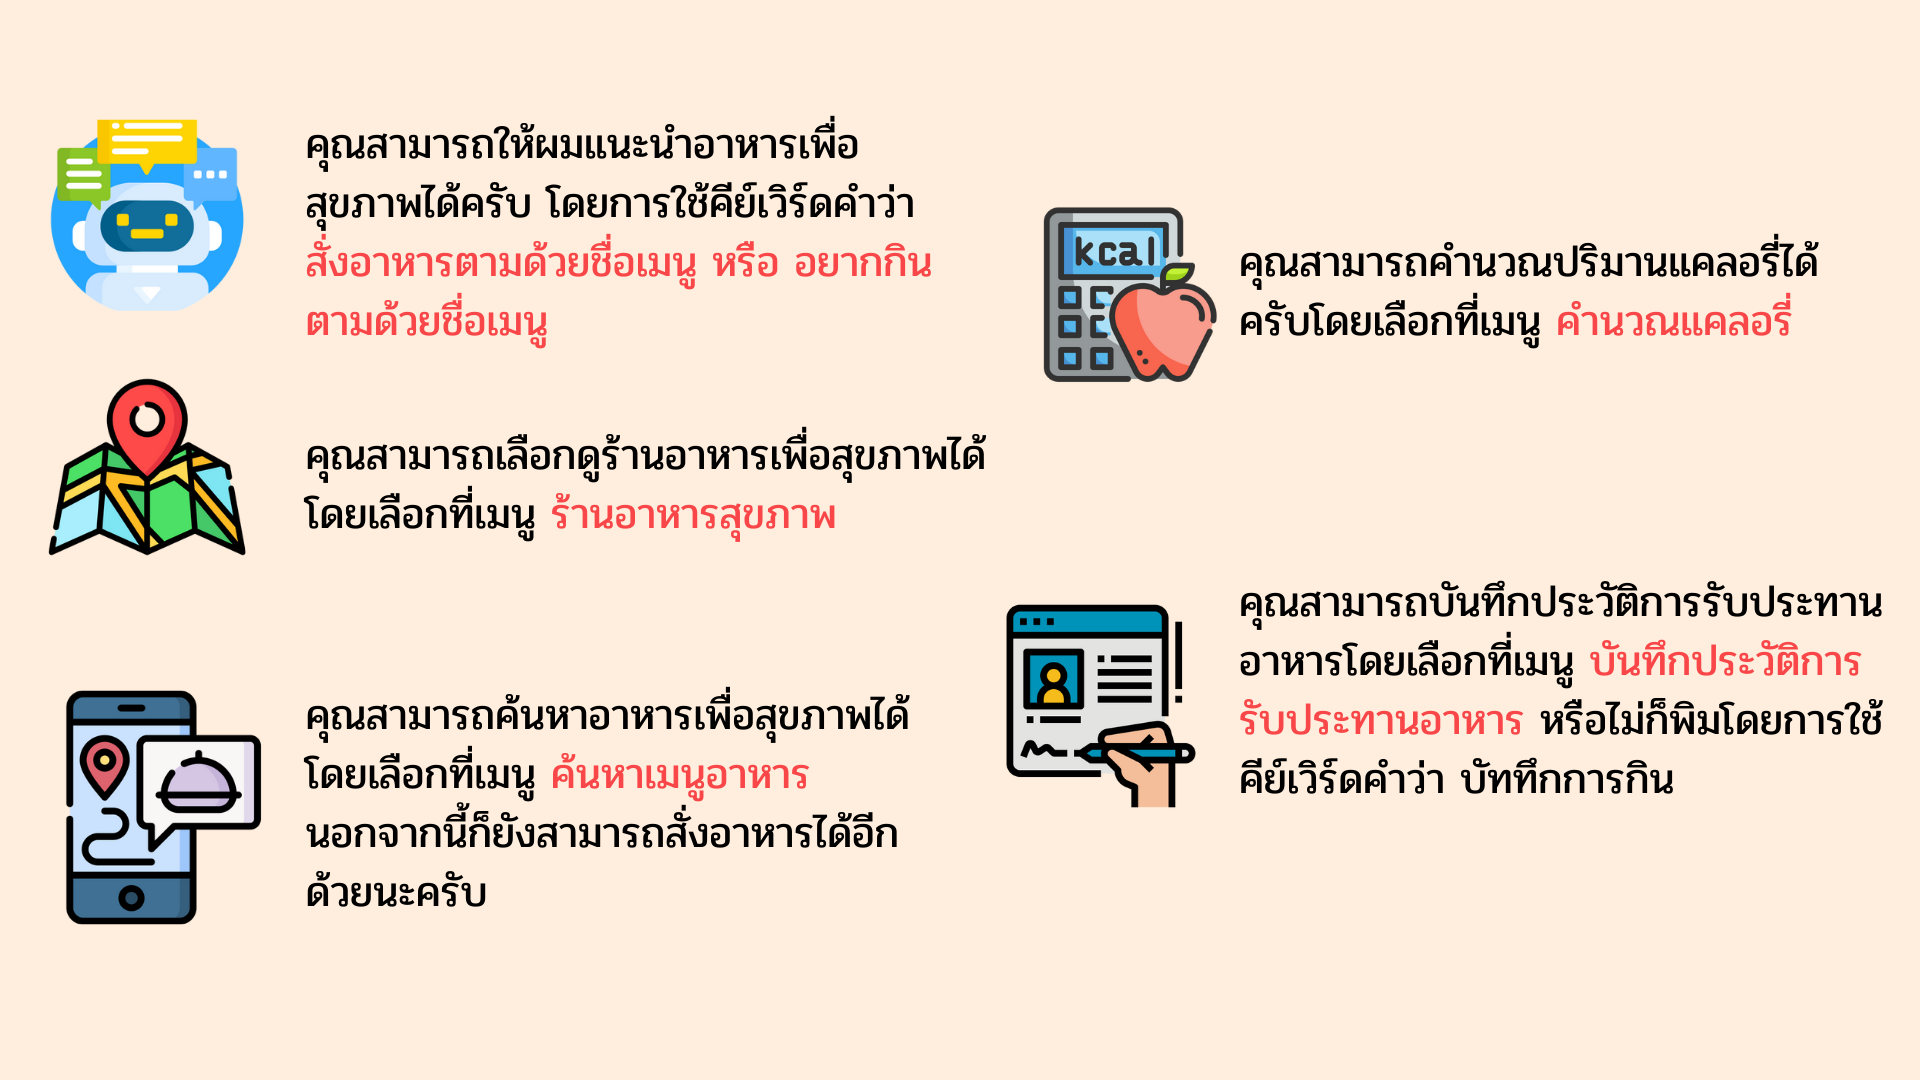 คุณสามารถให้ผมแนะนำอาหารเพื่อ
สุขภาพได้ครับ โดยการใช้คีย์เวิร์ดคำว่า
สั่งอาหารตามด้วยชื่อเมนู หรือ อยากกิน
ตามด้วยชื่อเมนู
คุณสามารถเลือกดูร้านอาหารเพื่อสุขภาพได้
โดยเลือกที่เมนู ร้านอาหารสุขภาพ
คุณสามารถค้นหาอาหารเพื่อสุขภาพได้
โดยเลือกที่เมนู ค้นหาเมนูอาหาร
นอกจากนี้ก็ยังสามารถสั่งอาหารได้อีก
ด้วยนะครับ
kcal
คุณสามารถคำนวณปริมานแคลอรี่ได้
ครับโดยเลือกที่เมนู คำนวณแคลอรี่
คุณสามารถบันทึกประวัติการรับประทาน
อาหารโดยเลือกที่เมนู บันทึกประวัติการ
รับประทานอาหาร หรือไม่ก็พิมโดยการใช้
คีย์เวิร์ดคำว่า บัททึกการกิน